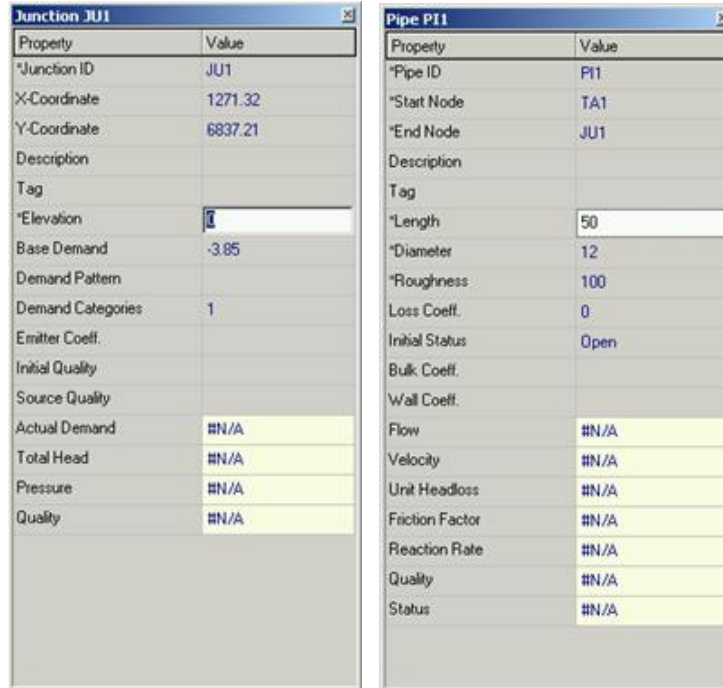 Junction JU1
Property Value
*Junction ID JU1
X-Coordinate 1271.32
Y-Coordinate 6837.21
Description
Tag
*Elevation 0
Base Demand -3.85
Demand Pattern
Demand Categories 1
Emitter Coeff.
Initial Quality
Source Quality
Actual Demand #N/A
Total Head #N/A
Pressure #N/A
Quality #N/A
Pipe PI1
Property Value
*Pipe ID PI1
*Start Node TA1
*End Node JU1
Description
Tag
*Length 50
*Diameter 12
*Roughness 100
Loss Coeff. 0
Initial Status Open
Bulk Coeff.
Wall Coeff.
Flow #N/A
Velocity #N/A
Unit Headloss #N/A
Friction Factor #N/A
Reaction Rate #N/A
Quality #N/A
Status #N/A